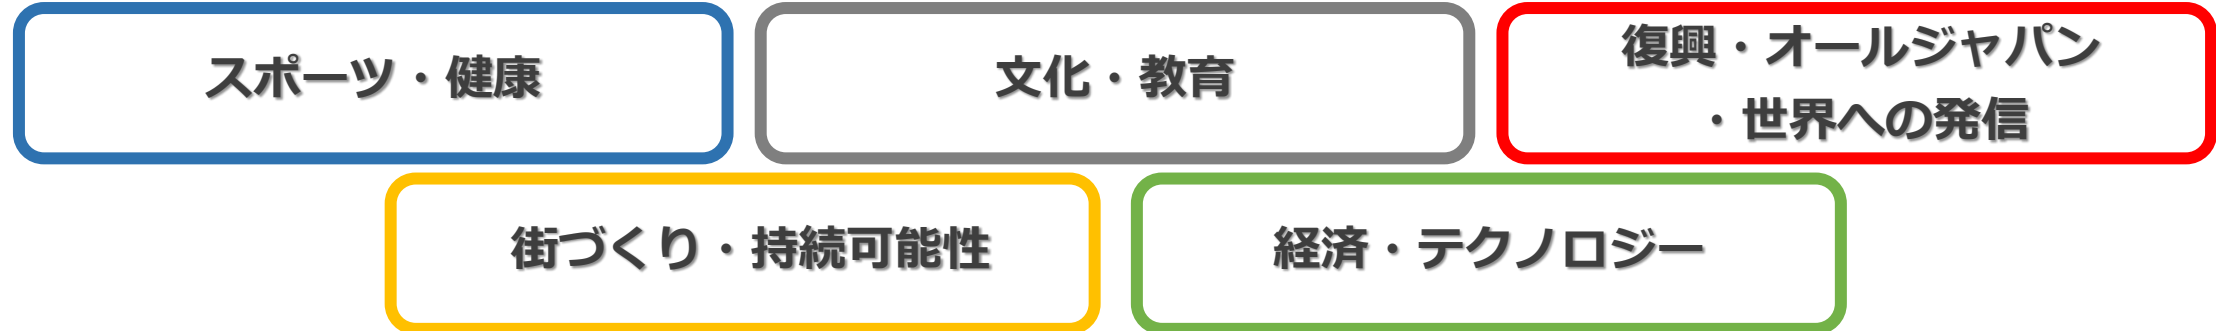 スポーツ・健康
文化・教育
復興・オールジャパン
・世界への発信
街づくり・持続可能性
経済・テクノロジー